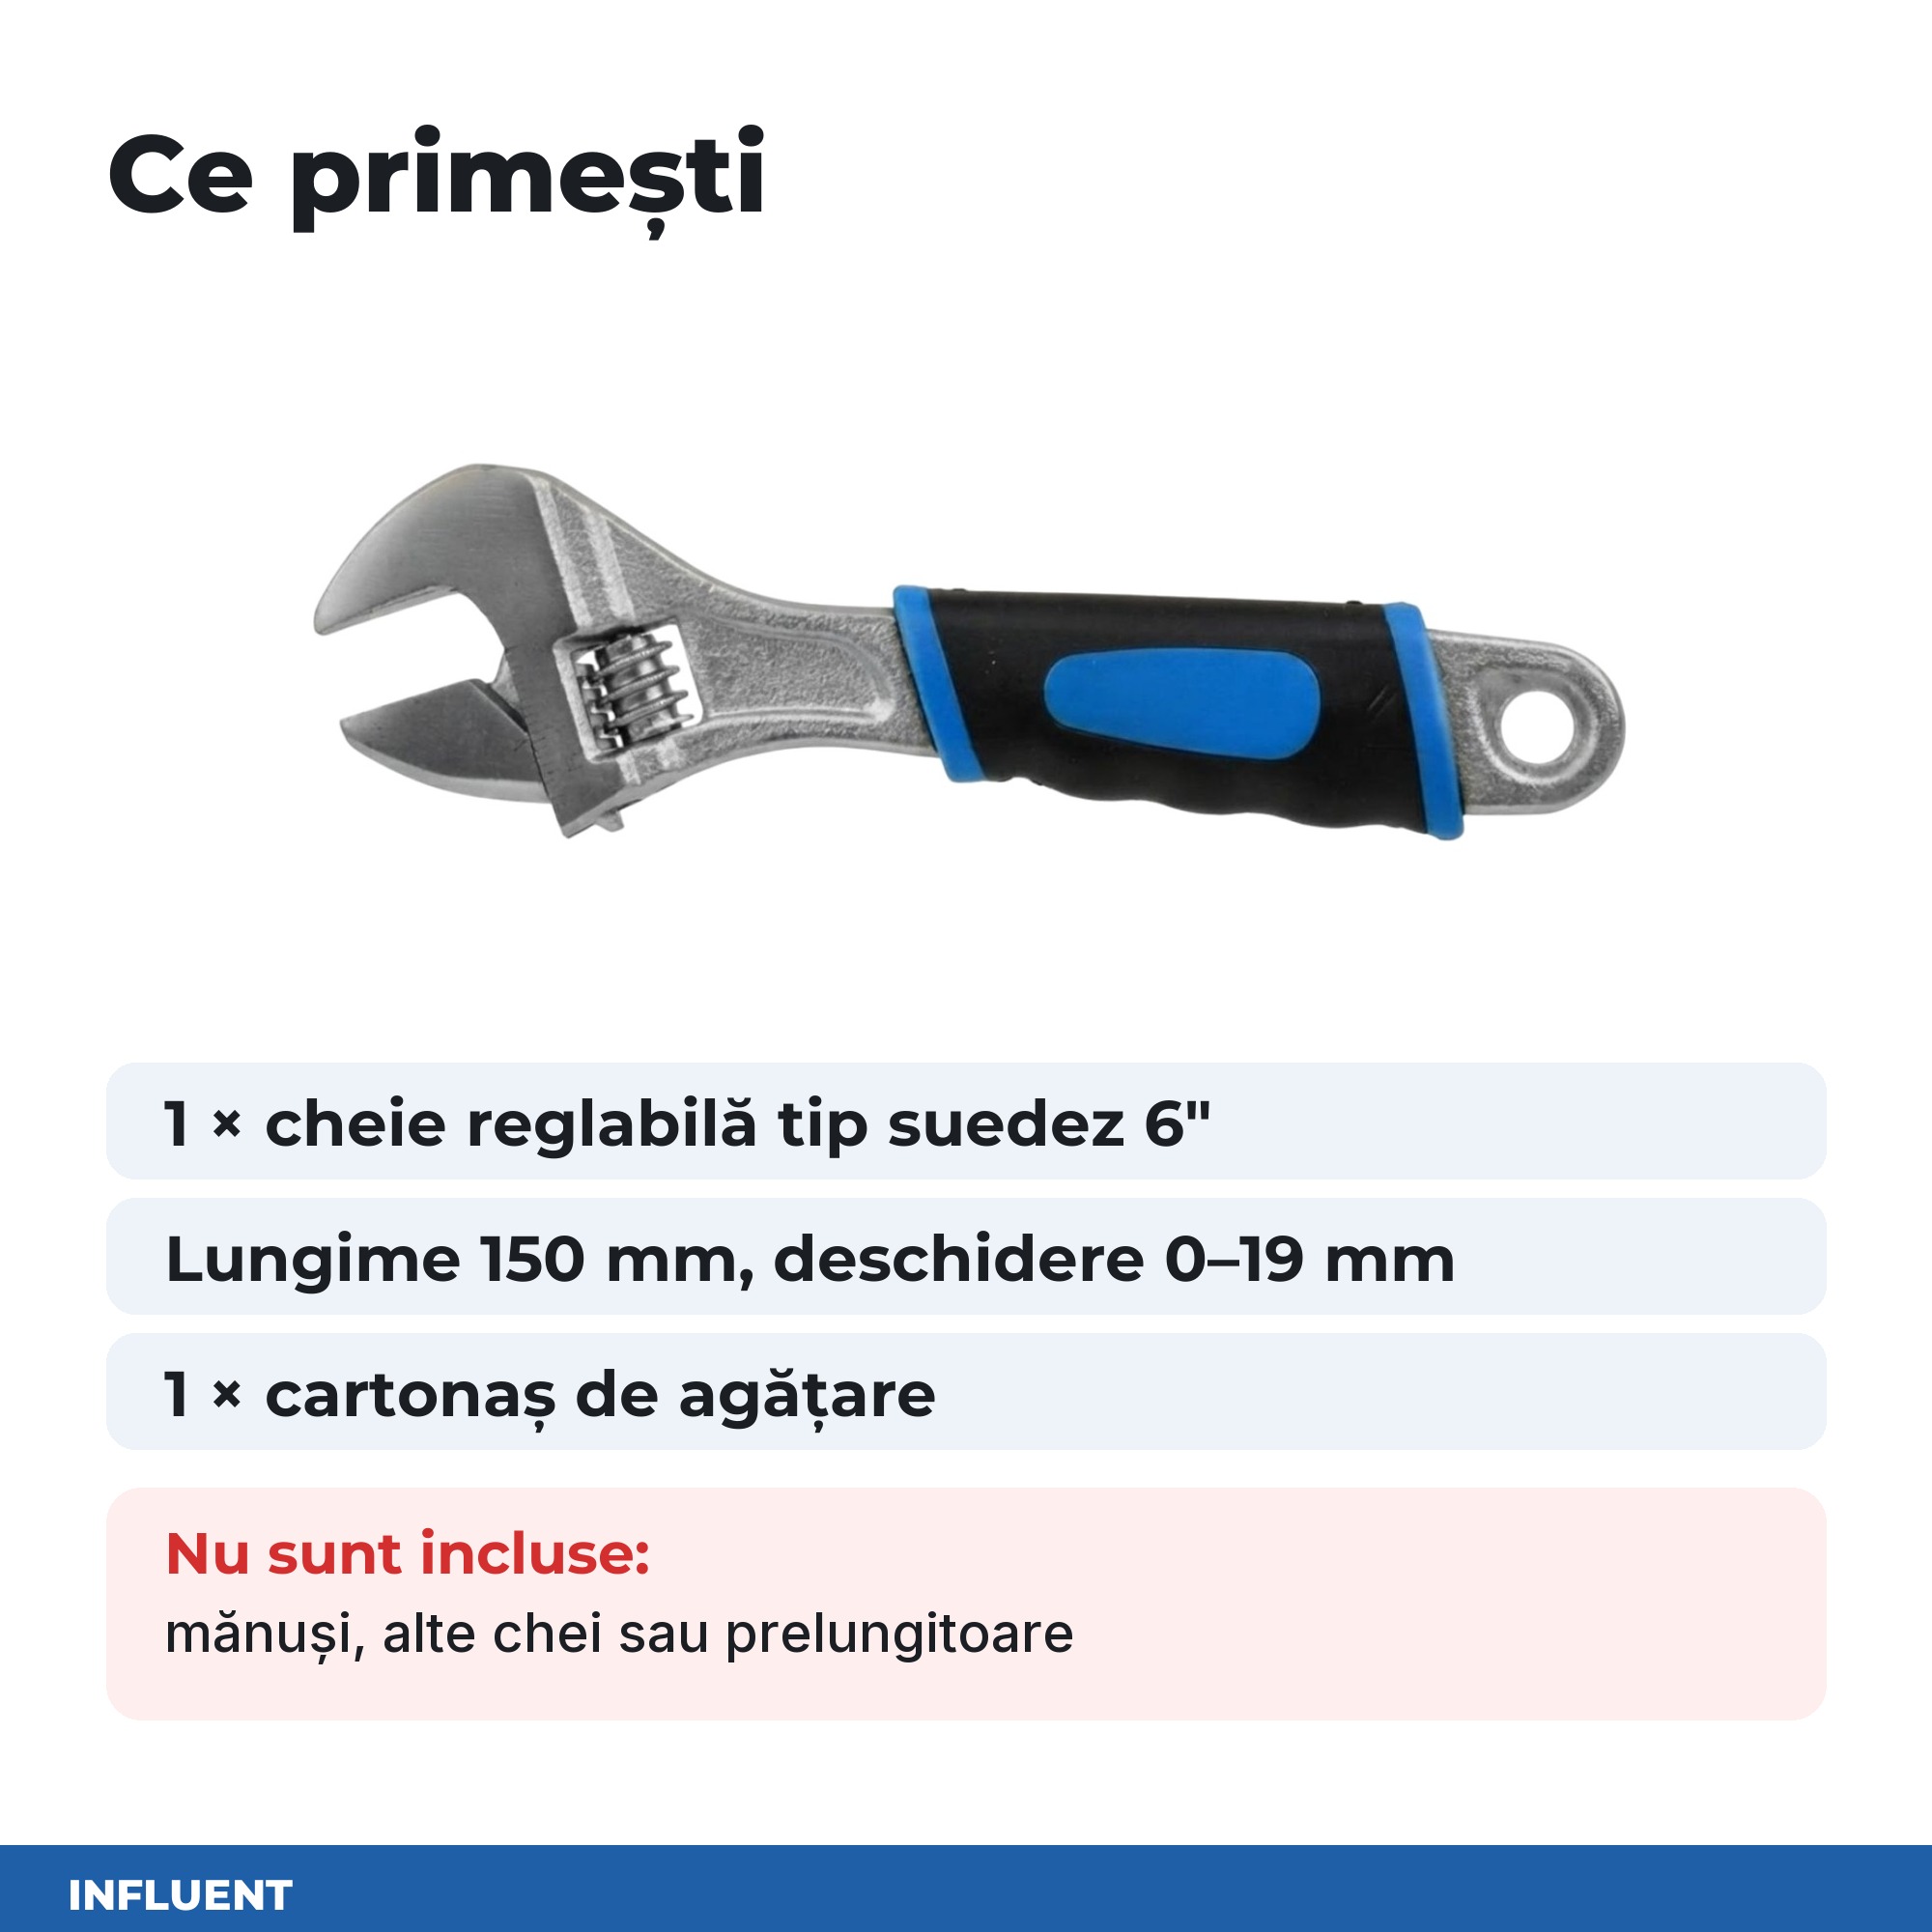 Ce primești
1 × cheie reglabilă tip suedez 6"
Lungime 150 mm, deschidere 0–19 mm
1 × cartonaș de agățare
Nu sunt incluse:
mănuși, alte chei sau prelungitoare
INFLUENT